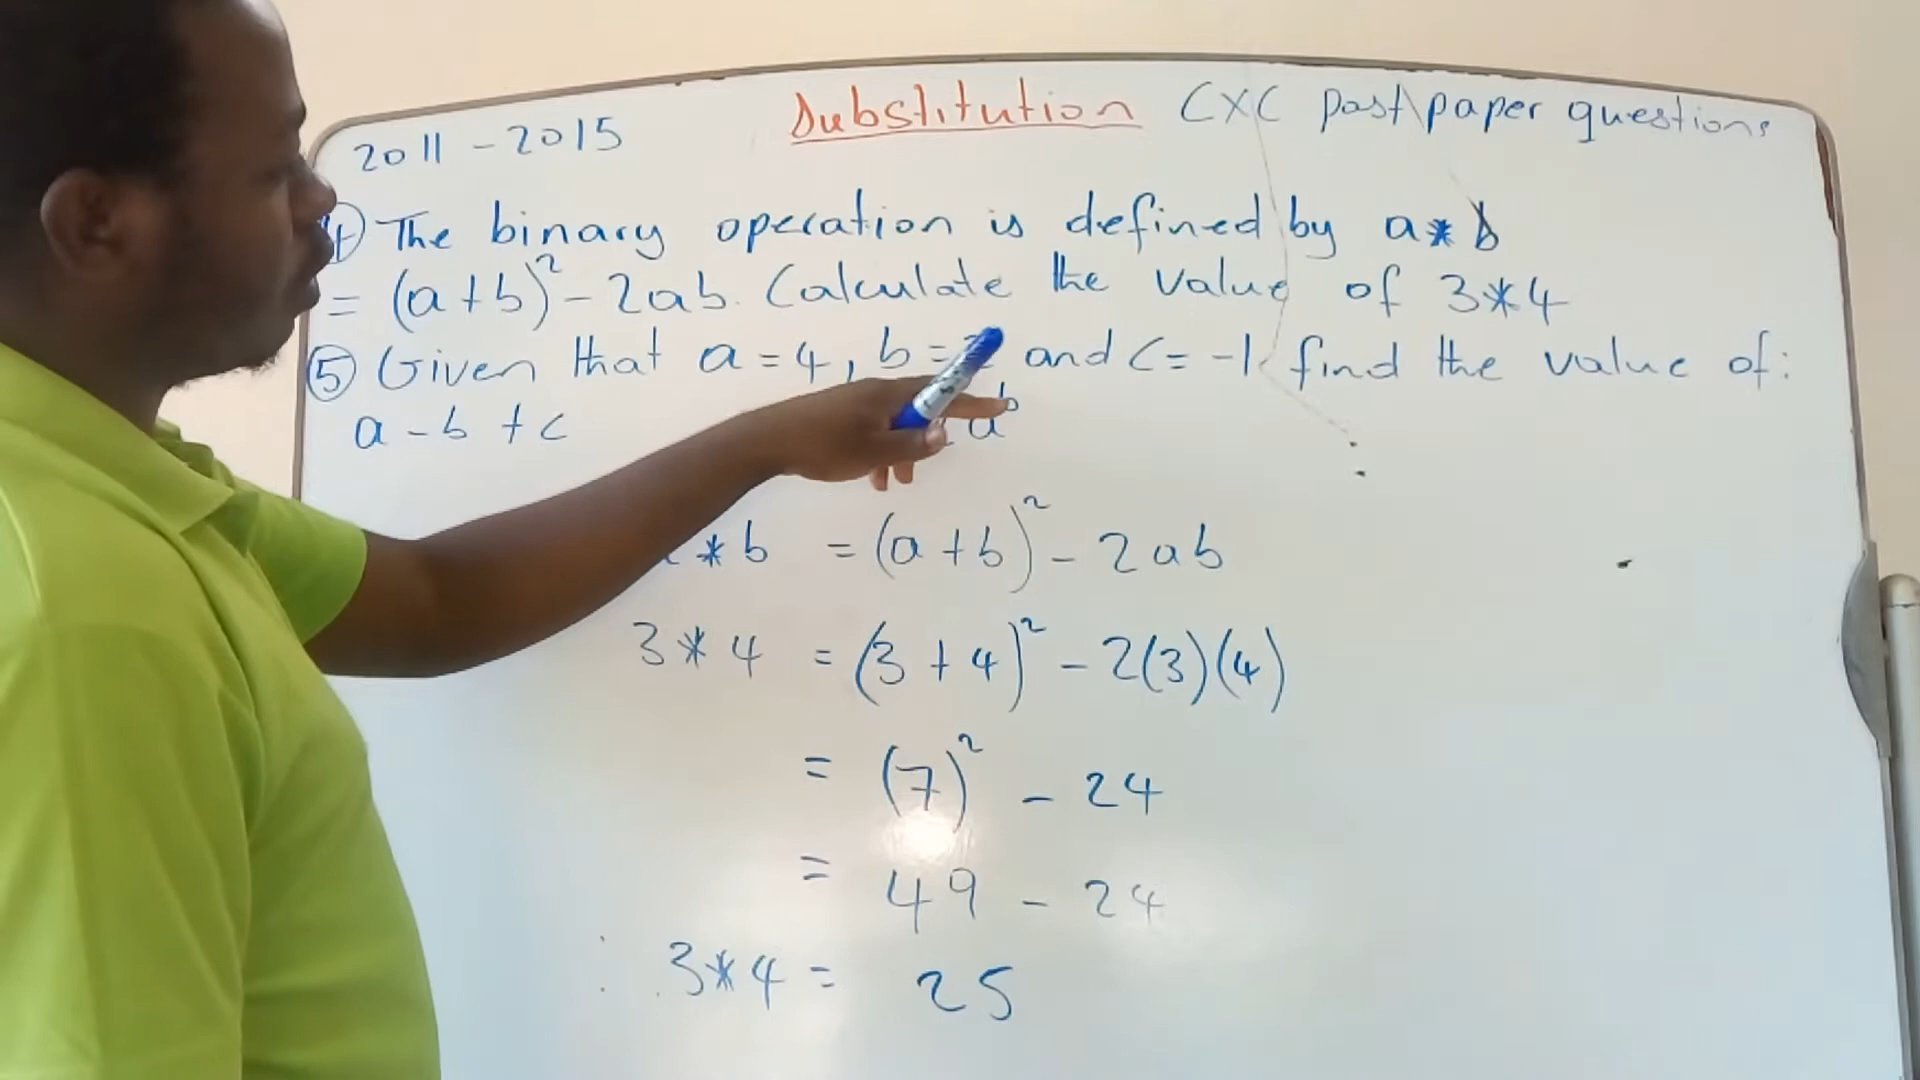 2011 - 2015 Substitution CXC past paper questions
④ The binary operation is defined by a * b
= (a + b)² - 2ab. Calculate the value of 3 * 4
⑤ Given that a = 4, b = and c = -1 find the value of:
a - b + c aᵇ
* b = (a + b)² - 2ab
3 * 4 = (3 + 4)² - 2(3)(4)
= (7)² - 24
= 49 - 24
∴ 3 * 4 = 25